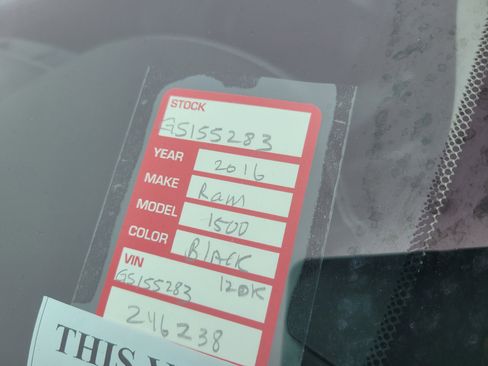 STOCK
GS155283
YEAR 2016
MAKE Ram
MODEL 1500
COLOR BLACK
VIN
GS155283 120K
246238
THIS